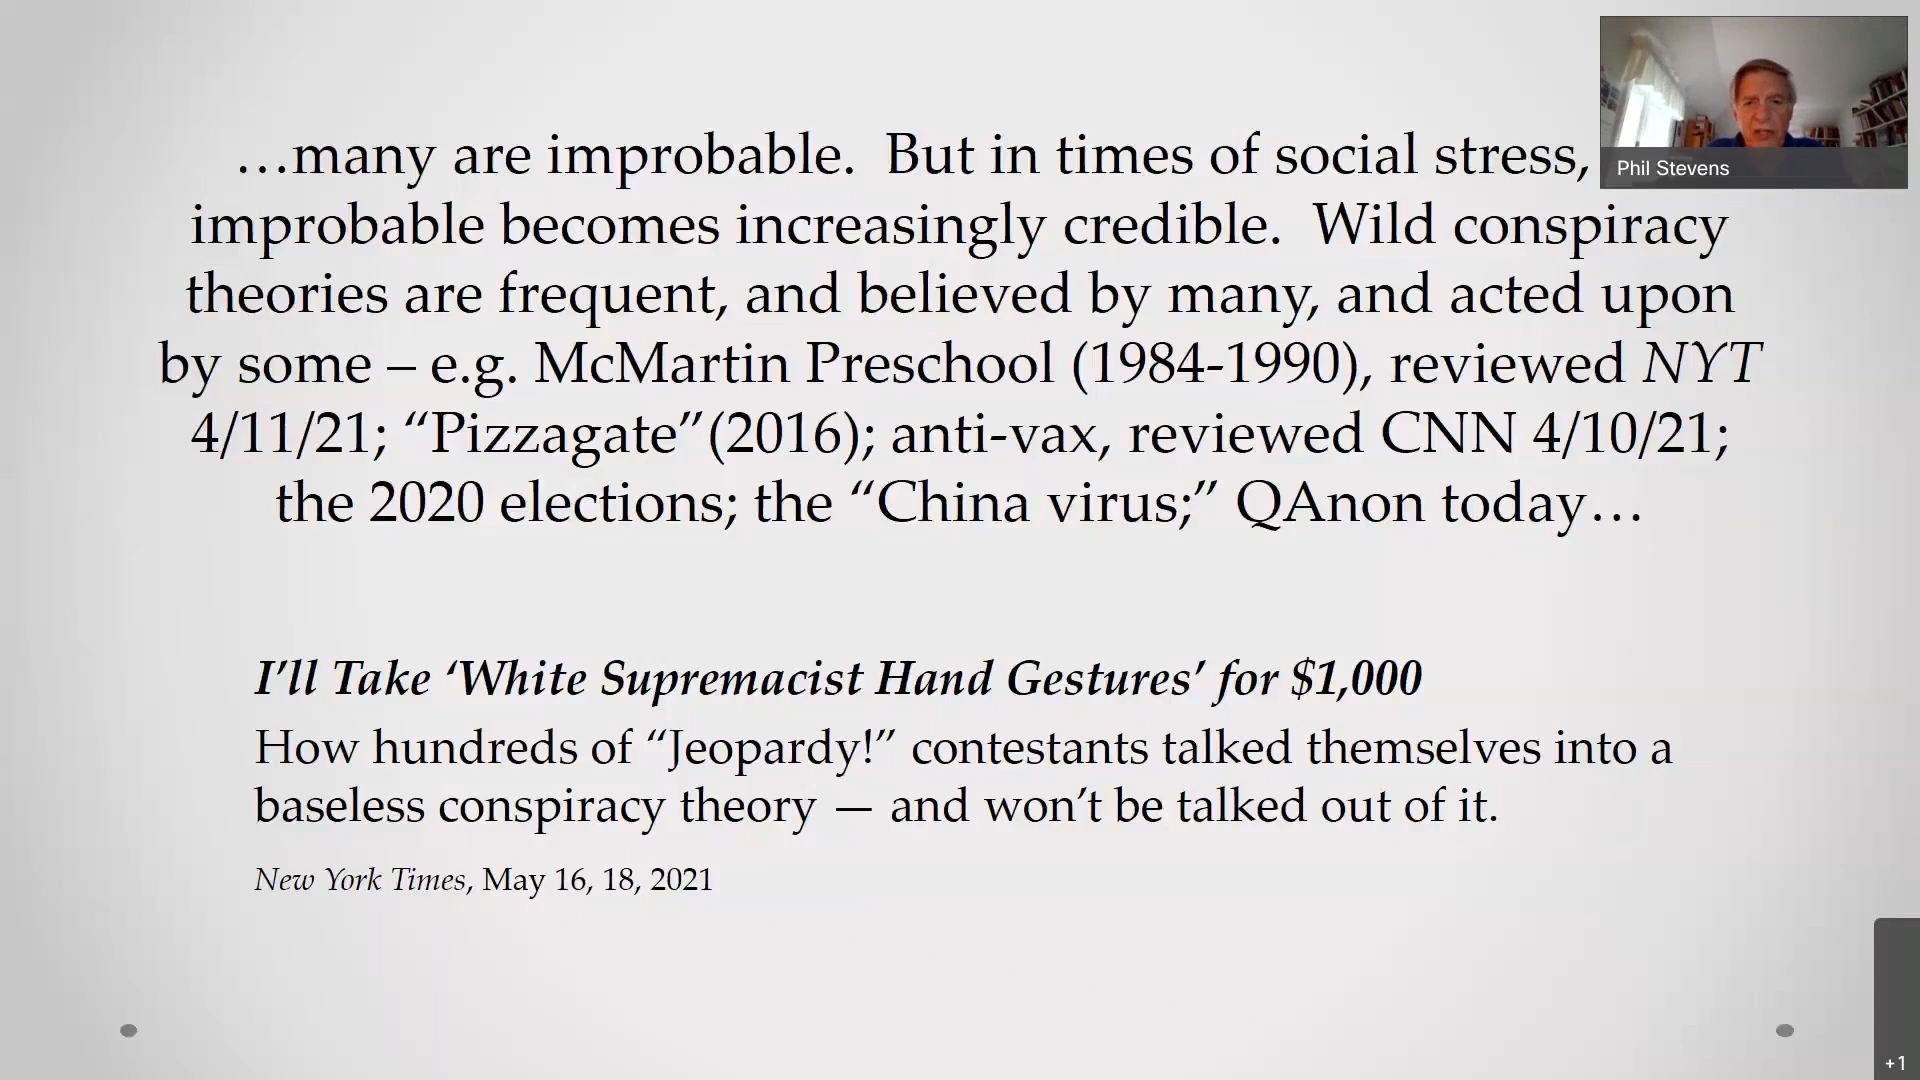 …many are improbable.  But in times of social stress,
improbable becomes increasingly credible.  Wild conspiracy
theories are frequent, and believed by many, and acted upon
by some – e.g. McMartin Preschool (1984-1990), reviewed NYT
4/11/21; “Pizzagate”(2016); anti-vax, reviewed CNN 4/10/21;
the 2020 elections; the “China virus;” QAnon today…
Phil Stevens
I’ll Take ‘White Supremacist Hand Gestures’ for $1,000
How hundreds of “Jeopardy!” contestants talked themselves into a
baseless conspiracy theory — and won’t be talked out of it.
New York Times, May 16, 18, 2021
+1